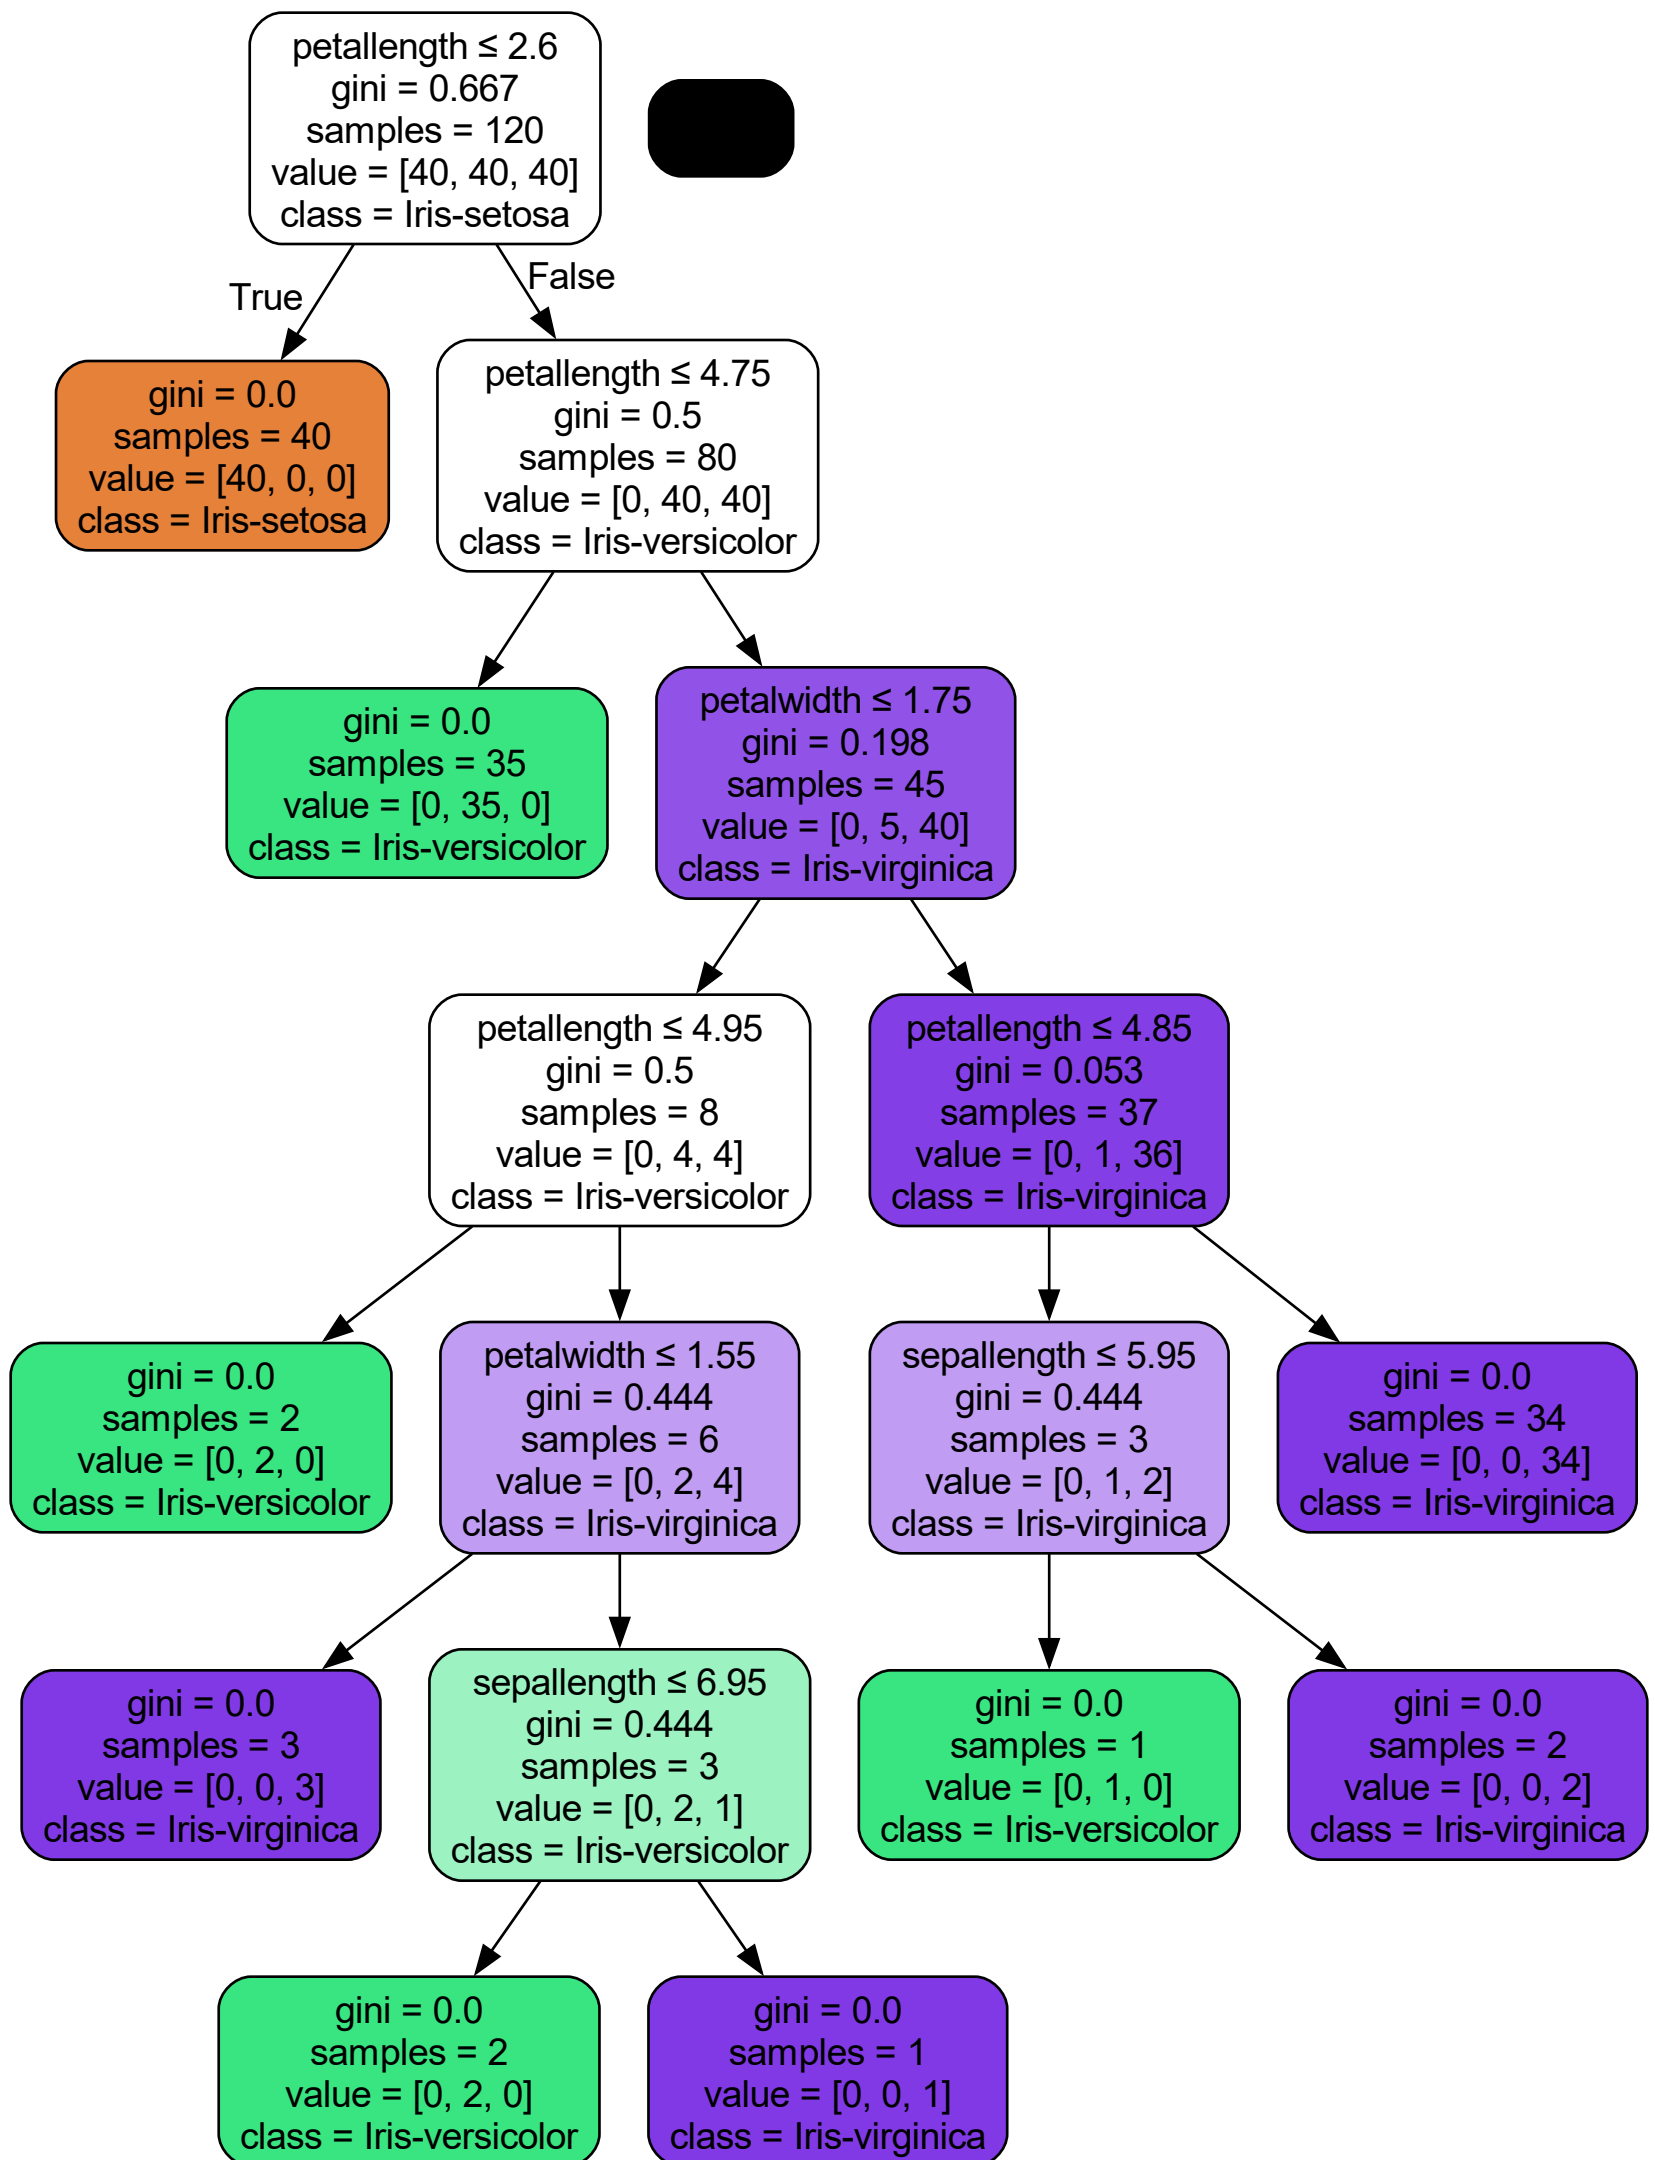 petallength ≤ 2.6
gini = 0.667
samples = 120
value = [40, 40, 40]
class = Iris-setosa
True
False
gini = 0.0
samples = 40
value = [40, 0, 0]
class = Iris-setosa
petallength ≤ 4.75
gini = 0.5
samples = 80
value = [0, 40, 40]
class = Iris-versicolor
gini = 0.0
samples = 35
value = [0, 35, 0]
class = Iris-versicolor
petalwidth ≤ 1.75
gini = 0.198
samples = 45
value = [0, 5, 40]
class = Iris-virginica
petallength ≤ 4.95
gini = 0.5
samples = 8
value = [0, 4, 4]
class = Iris-versicolor
petallength ≤ 4.85
gini = 0.053
samples = 37
value = [0, 1, 36]
class = Iris-virginica
gini = 0.0
samples = 2
value = [0, 2, 0]
class = Iris-versicolor
petalwidth ≤ 1.55
gini = 0.444
samples = 6
value = [0, 2, 4]
class = Iris-virginica
sepallength ≤ 5.95
gini = 0.444
samples = 3
value = [0, 1, 2]
class = Iris-virginica
gini = 0.0
samples = 34
value = [0, 0, 34]
class = Iris-virginica
gini = 0.0
samples = 3
value = [0, 0, 3]
class = Iris-virginica
sepallength ≤ 6.95
gini = 0.444
samples = 3
value = [0, 2, 1]
class = Iris-versicolor
gini = 0.0
samples = 1
value = [0, 1, 0]
class = Iris-versicolor
gini = 0.0
samples = 2
value = [0, 0, 2]
class = Iris-virginica
gini = 0.0
samples = 2
value = [0, 2, 0]
class = Iris-versicolor
gini = 0.0
samples = 1
value = [0, 0, 1]
class = Iris-virginica